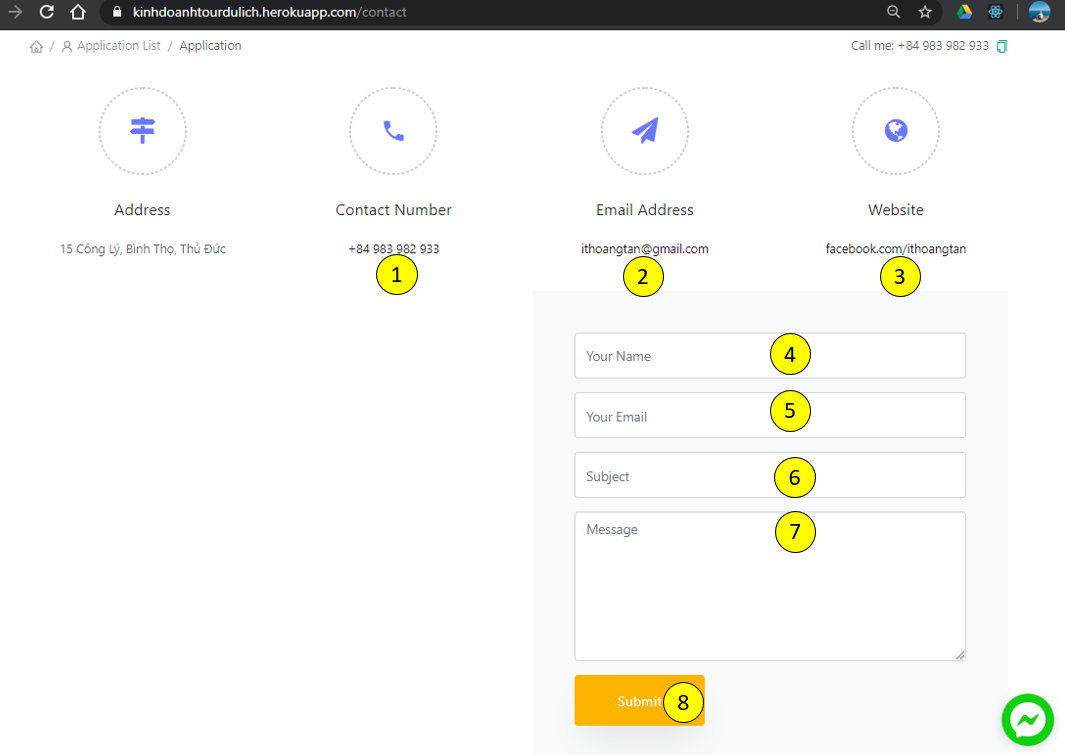 kinhdoanhtourdulich.herokuapp.com/contact
/ Application List / Application
Call me: +84 983 982 933
Address
Contact Number
Email Address
Website
15 Công Lý, Bình Thọ, Thủ Đức
+84 983 982 933
ithoangtan@gmail.com
facebook.com/ithoangtan
1
2
3
Your Name
4
Your Email
5
Subject
6
Message
7
Submit
8